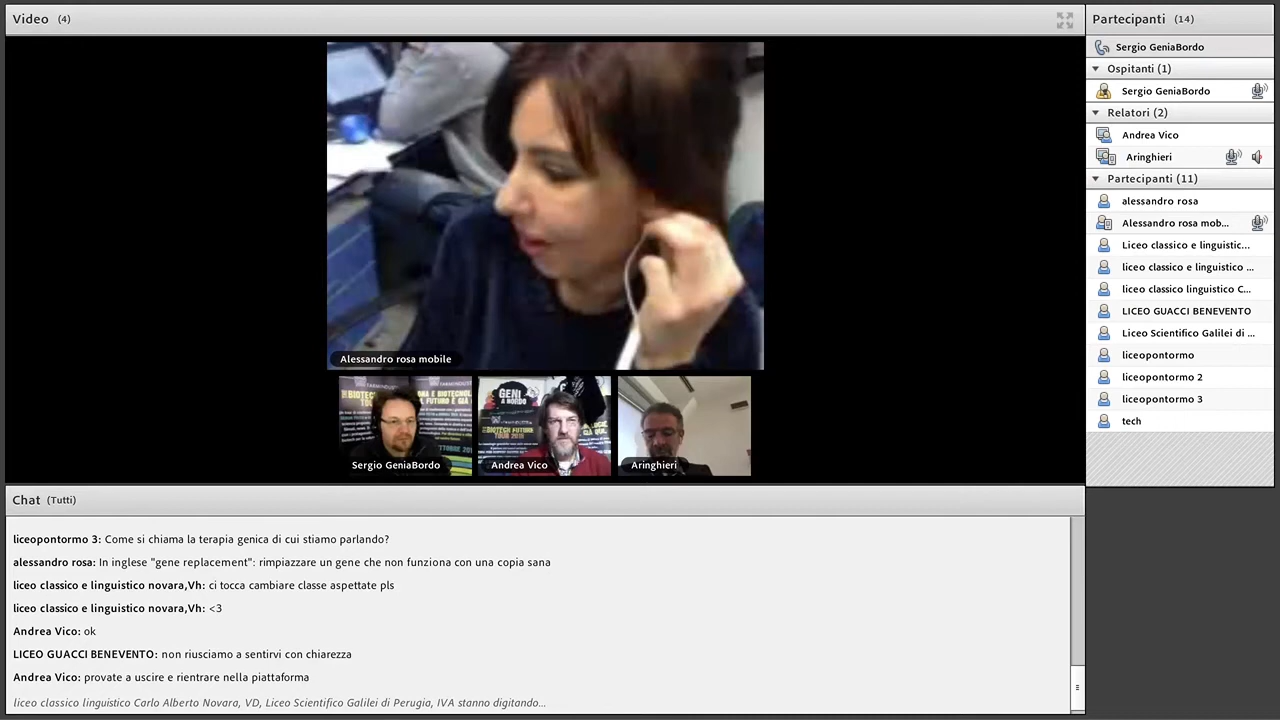 Video (4)
Alessandro rosa mobile
FARMINDUSTRIA
GENI
A BORDO
Sergio GeniaBordo
Andrea Vico
Aringhieri
Chat (Tutti)
liceopontormo 3: Come si chiama la terapia genica di cui stiamo parlando?
alessandro rosa: In inglese "gene replacement": rimpiazzare un gene che non funziona con una copia sana
liceo classico e linguistico novara,Vh: ci tocca cambiare classe aspettate pls
liceo classico e linguistico novara,Vh: <3
Andrea Vico: ok
LICEO GUACCI BENEVENTO: non riusciamo a sentirvi con chiarezza
Andrea Vico: provate a uscire e rientrare nella piattaforma
liceo classico linguistico Carlo Alberto Novara, VD, Liceo Scientifico Galilei di Perugia, IVA stanno digitando...
Partecipanti (14)
Sergio GeniaBordo
Ospitanti (1)
Sergio GeniaBordo
Relatori (2)
Andrea Vico
Aringhieri
Partecipanti (11)
alessandro rosa
Alessandro rosa mob...
Liceo classico e linguistic...
liceo classico e linguistico ...
liceo classico linguistico C...
LICEO GUACCI BENEVENTO
Liceo Scientifico Galilei di ...
liceopontormo
liceopontormo 2
liceopontormo 3
tech